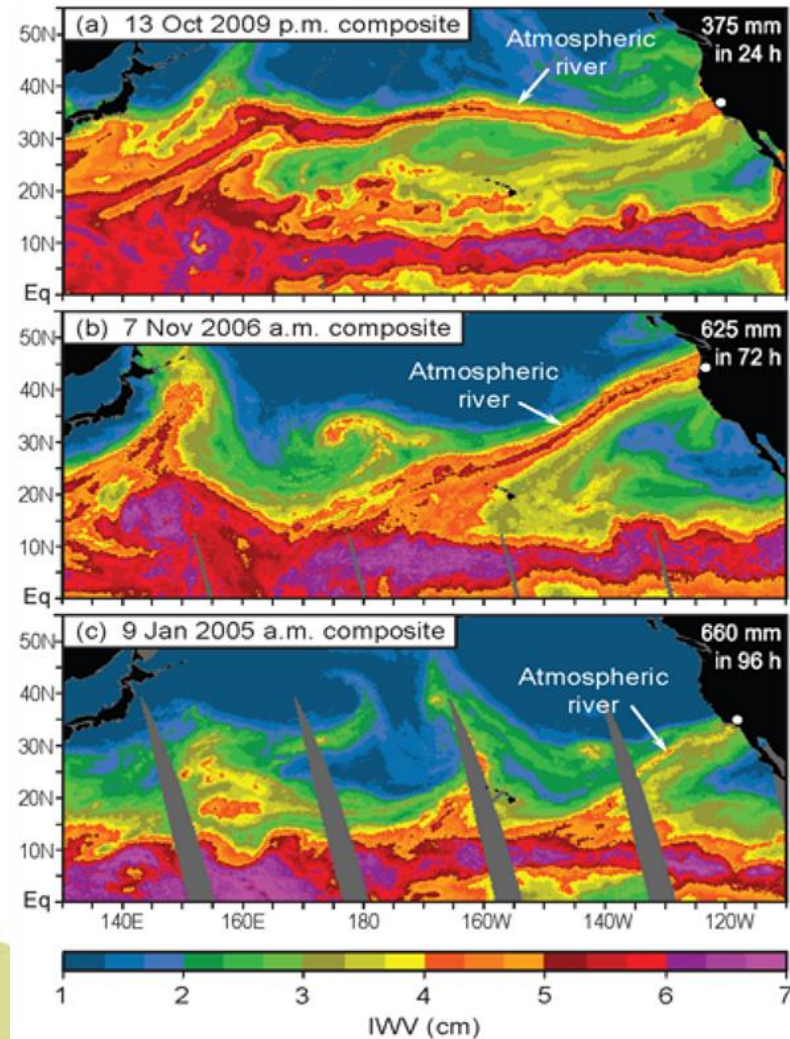 (a) 13 Oct 2009 p.m. composite
375 mm
in 24 h
Atmospheric
river
50N
40N
30N
20N
10N
Eq
(b) 7 Nov 2006 a.m. composite
625 mm
in 72 h
Atmospheric
river
50N
40N
30N
20N
10N
Eq
(c) 9 Jan 2005 a.m. composite
660 mm
in 96 h
Atmospheric
river
50N
40N
30N
20N
10N
Eq
140E 160E 180 160W 140W 120W
1 2 3 4 5 6 7
IWV (cm)